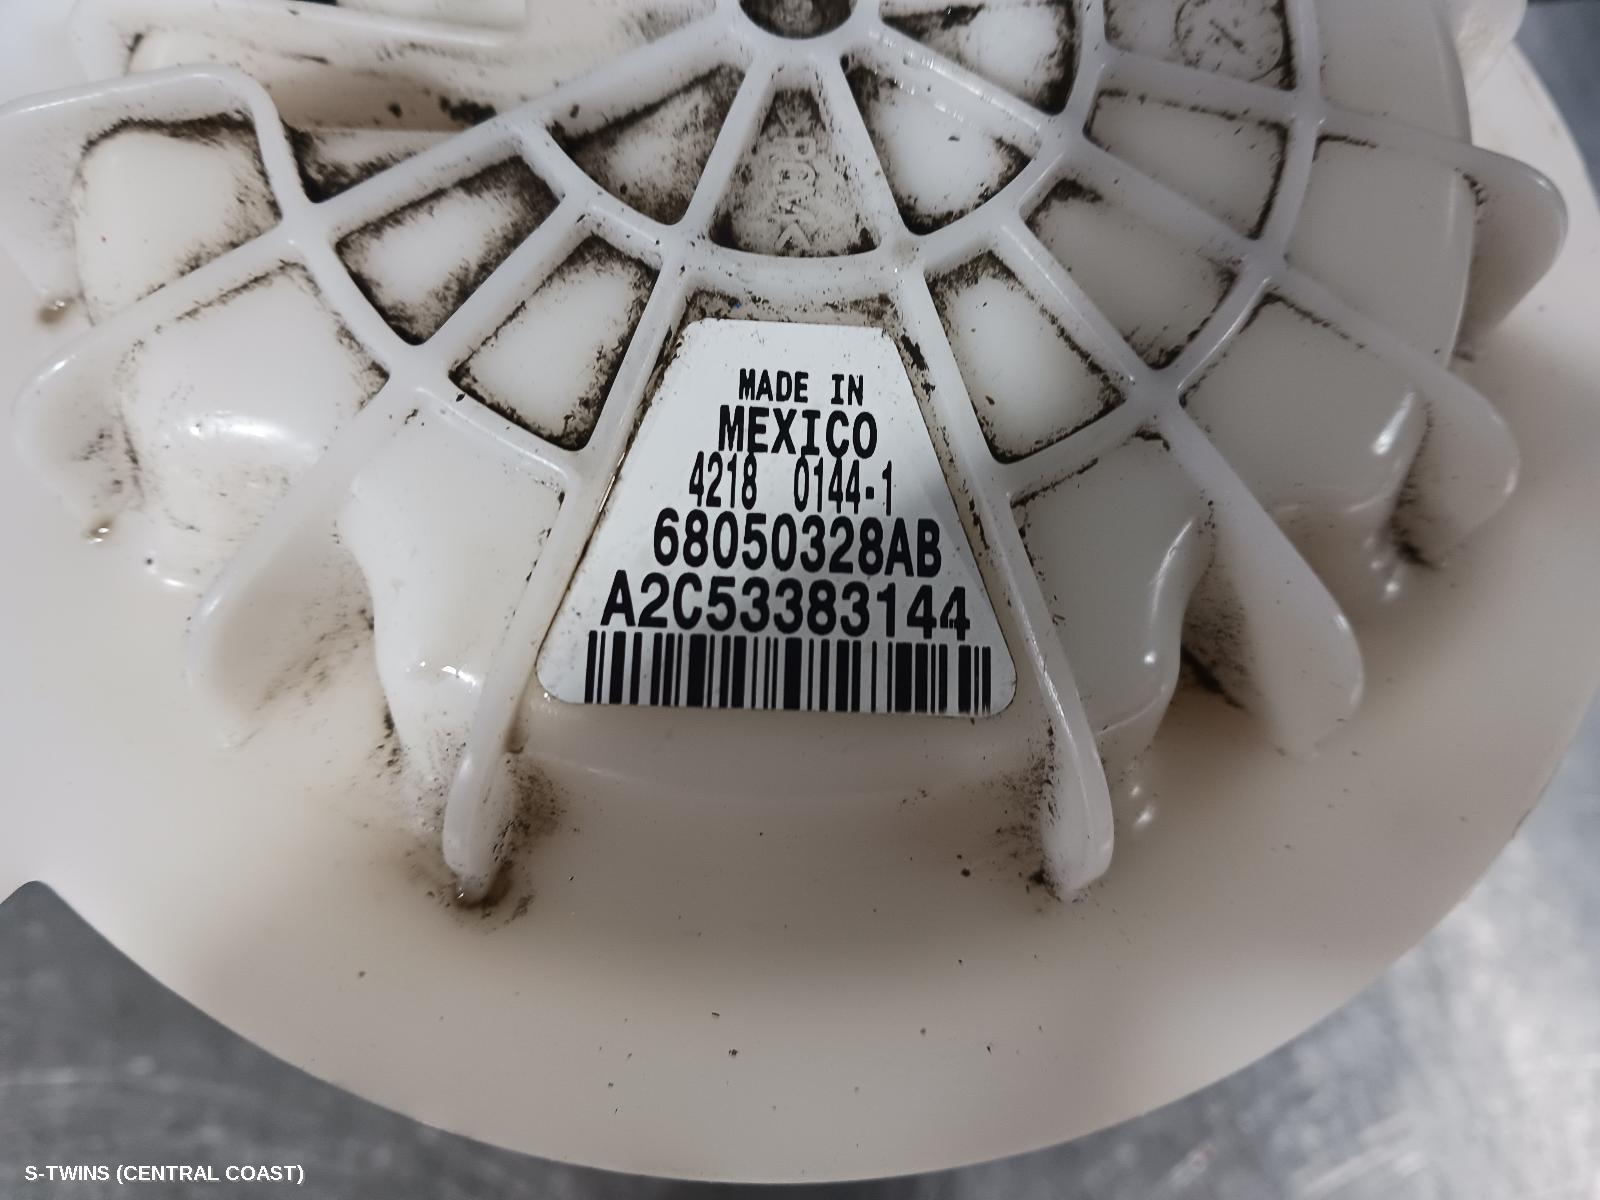 MADE IN
MEXICO
4218 0144-1
68050328AB
A2C53383144
S-TWINS (CENTRAL COAST)